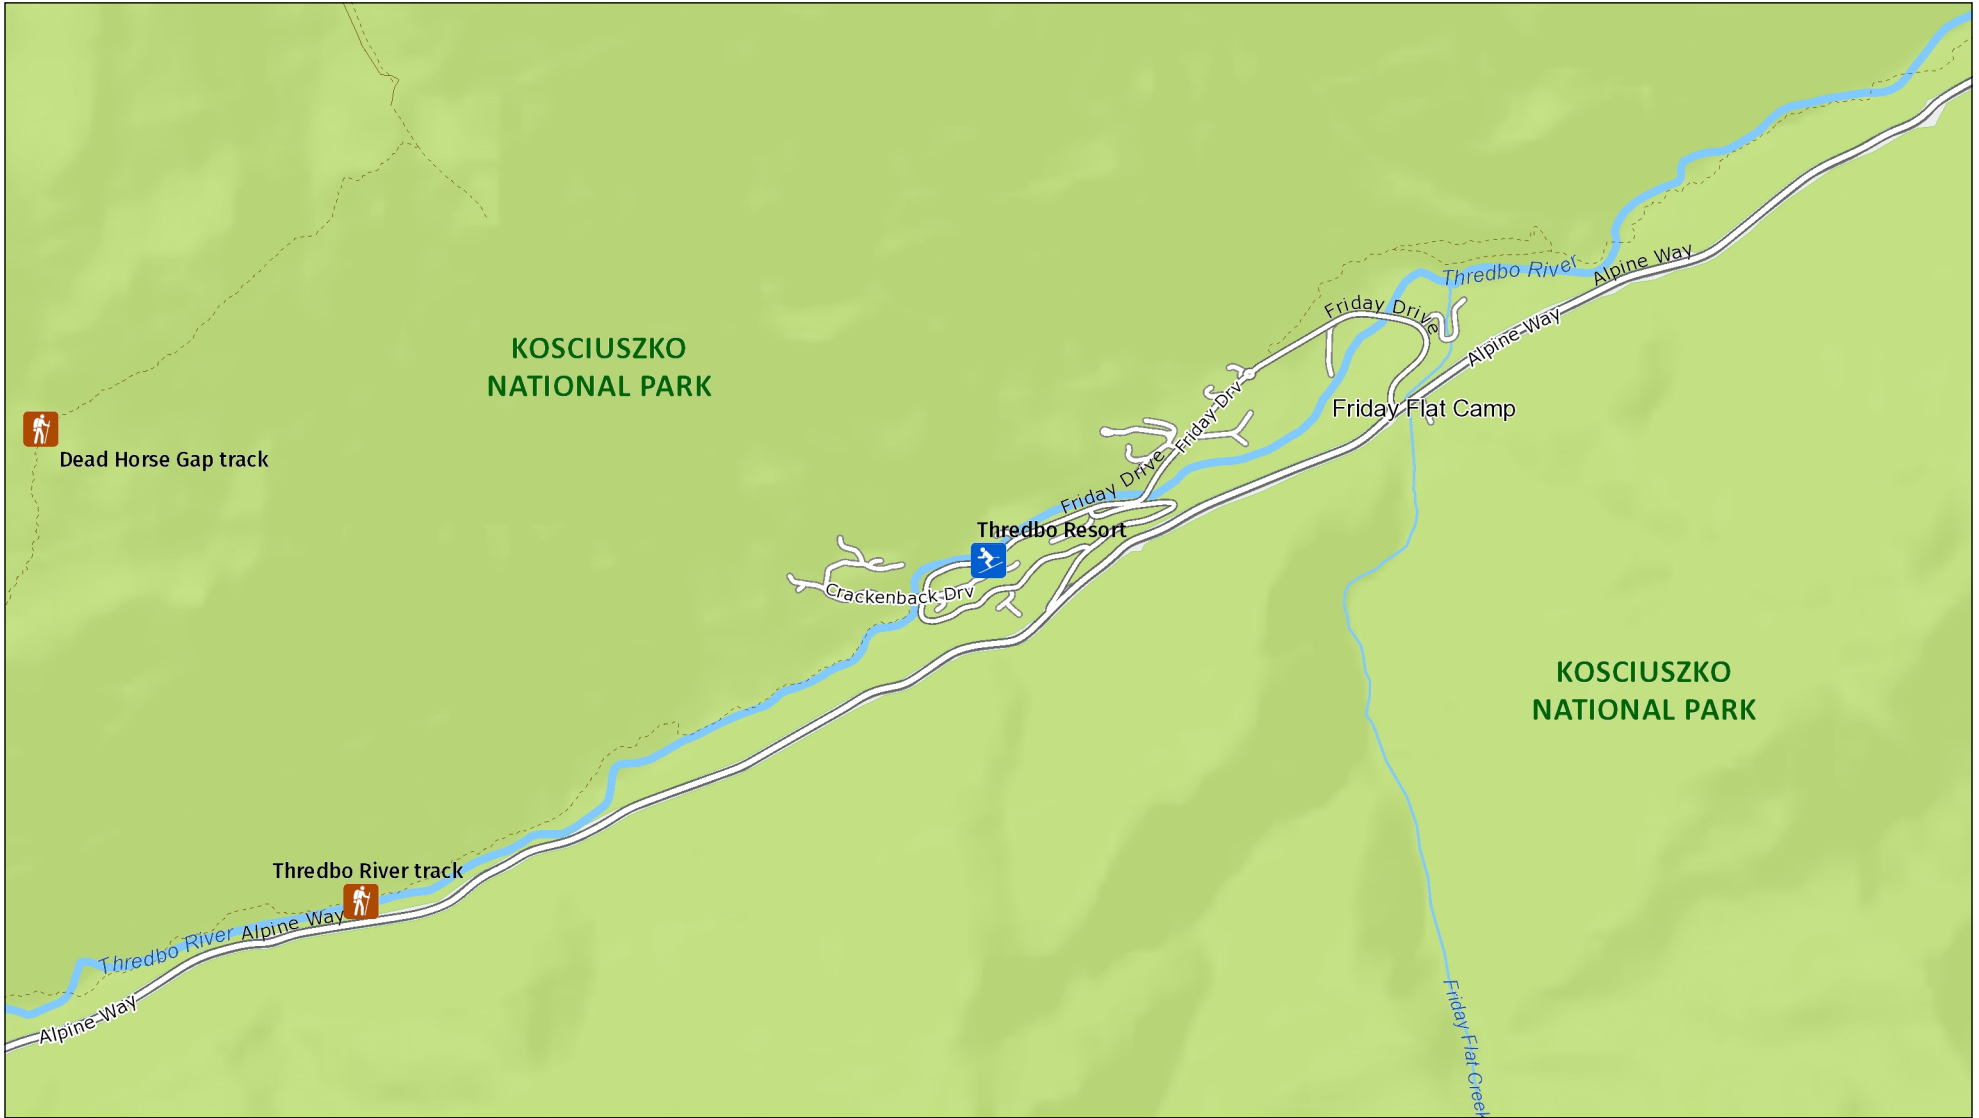 Thredbo River
Alpine Way
Friday Drive
Alpine Way
KOSCIUSZKO
NATIONAL PARK
Friday Drv
Friday Flat Camp
Dead Horse Gap track
Friday Drive
Thredbo Resort
Crackenback Drv
KOSCIUSZKO
NATIONAL PARK
Thredbo River track
Alpine Way
Thredbo River
Alpine Way
Friday Flat Creek